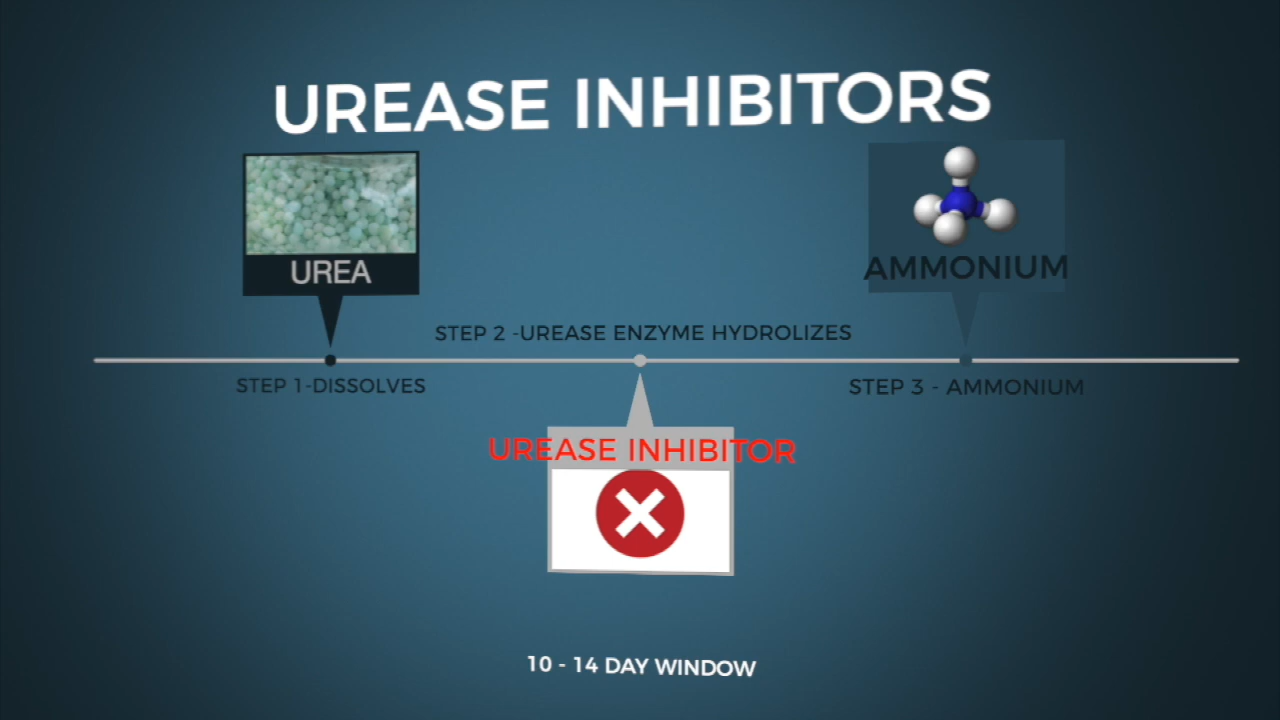 UREASE INHIBITORS
UREA
AMMONIUM
STEP 2 -UREASE ENZYME HYDROLIZES
STEP 1-DISSOLVES
STEP 3 - AMMONIUM
UREASE INHIBITOR
10 - 14 DAY WINDOW